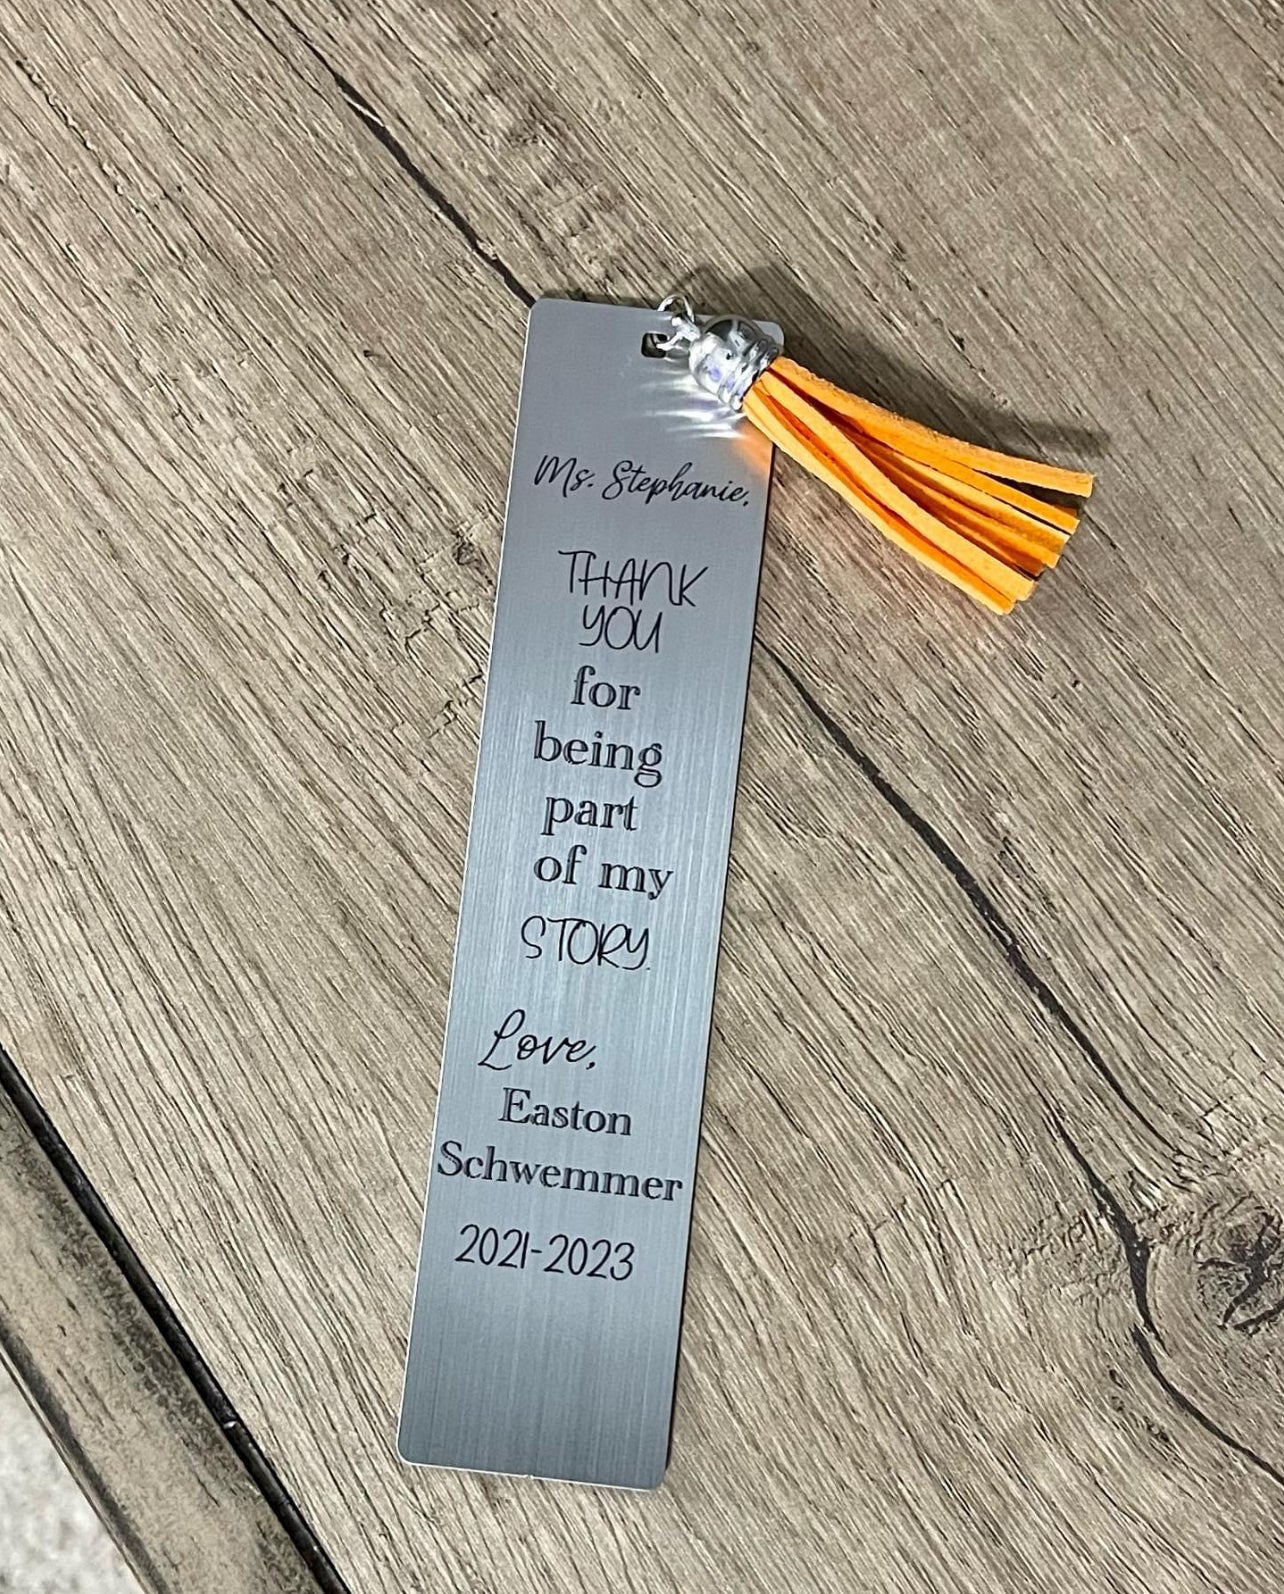 Ms. Stephanie,
THANK
YOU
for
being
part
of my
STORY.
Love,
Easton
Schwemmer
2021-2023